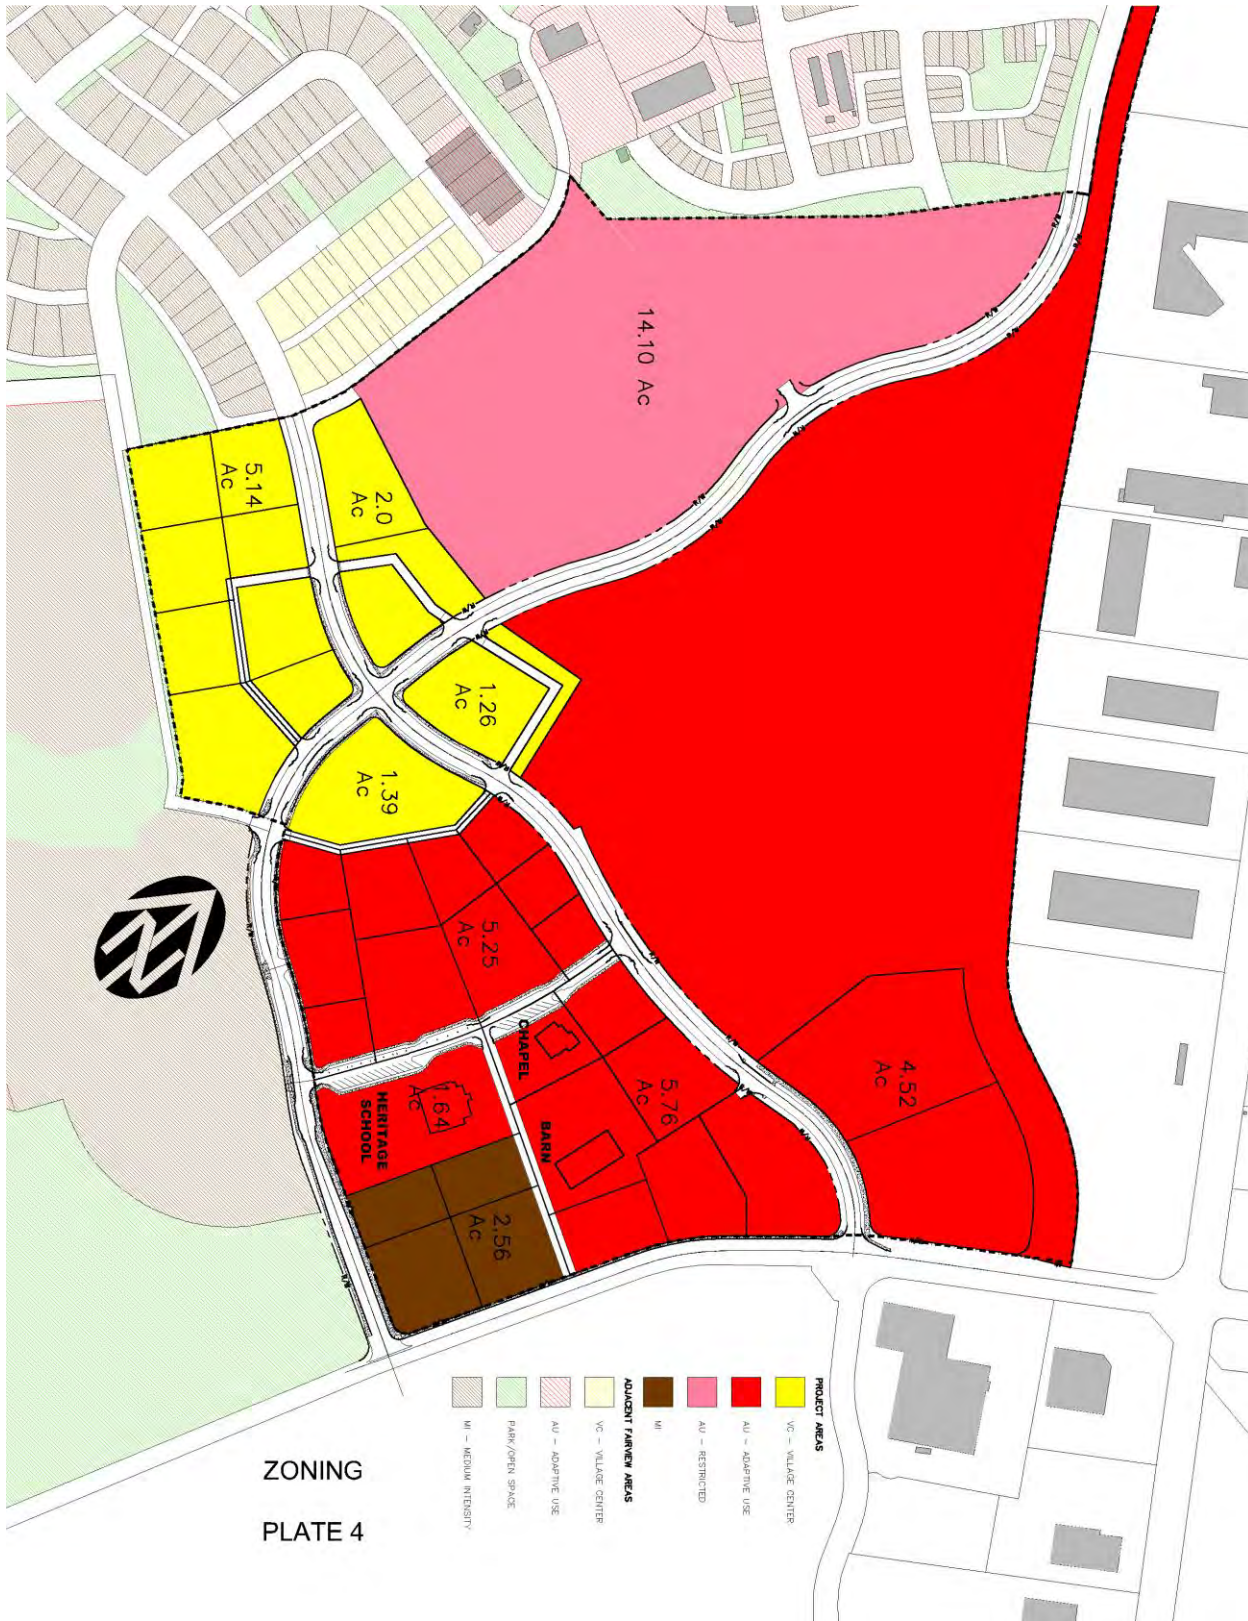 14.10 Ac
5.14
Ac
2.0
Ac
1.26
Ac
1.39
Ac
5.25
Ac
CHAPEL
5.76
Ac
4.52
Ac
BARN
1.64
Ac
HERITAGE
SCHOOL
2.56
Ac
N
PROJECT AREAS
VC - VILLAGE CENTER
AU - ADAPTIVE USE
AU - RESTRICTED
MI
ADJACENT FAIRVIEW AREAS
VC - VILLAGE CENTER
AU - ADAPTIVE USE
PARK/OPEN SPACE
MI - MEDIUM INTENSITY
ZONING
PLATE 4